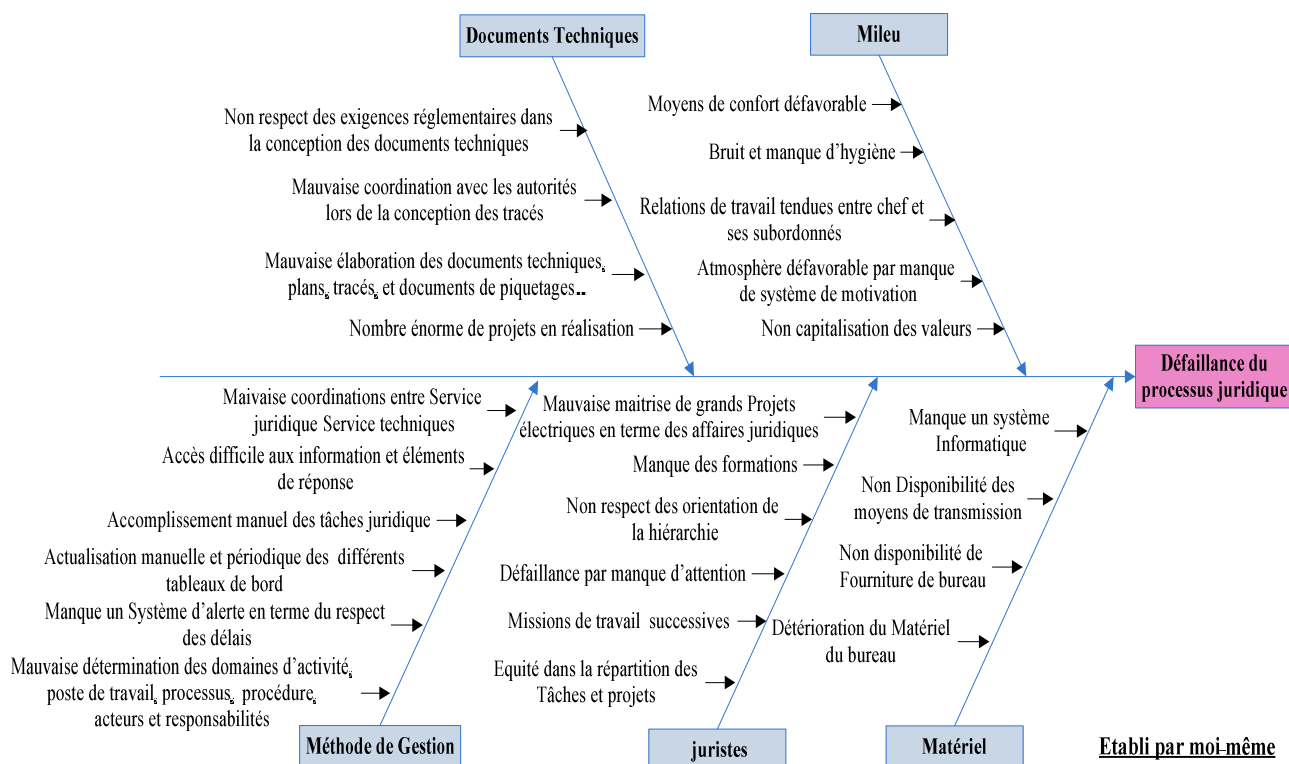 Documents Techniques
Non respect des exigences réglementaires dans
la conception des documents techniques
Mauvaise coordination avec les autorités
lors de la conception des tracés
Mauvaise élaboration des documents techniques,
plans, tracés, et documents de piquetages...
Nombre énorme de projets en réalisation
Mileu
Moyens de confort défavorable
Bruit et manque d'hygiène
Relations de travail tendues entre chef et
ses subordonnés
Atmosphère défavorable par manque
de système de motivation
Non capitalisation des valeurs
Défaillance du
processus juridique
Maivaise coordinations entre Service
juridique Service techniques
Accès difficile aux information et éléments
de réponse
Accomplissement manuel des tâches juridique
Actualisation manuelle et périodique des différents
tableaux de bord
Manque un Système d'alerte en terme du respect
des délais
Mauvaise détermination des domaines d'activité,
poste de travail, processus, procédure,
acteurs et responsabilités
Méthode de Gestion
Mauvaise maitrise de grands Projets
électriques en terme des affaires juridiques
Manque des formations
Non respect des orientation de
la hiérarchie
Défaillance par manque d'attention
Missions de travail successives
Equité dans la répartition des
Tâches et projets
juristes
Manque un système
Informatique
Non Disponibilité des
moyens de transmission
Non disponibilité de
Fourniture de bureau
Détérioration du Matériel
du bureau
Matériel
Etabli par moi-même